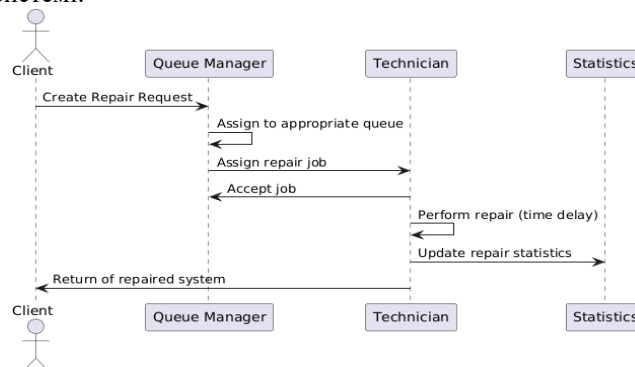 Client
Queue Manager
Technician
Statistics
Create Repair Request
Assign to appropriate queue
Assign repair job
Accept job
Perform repair (time delay)
Update repair statistics
Return of repaired system
Client
Queue Manager
Technician
Statistics